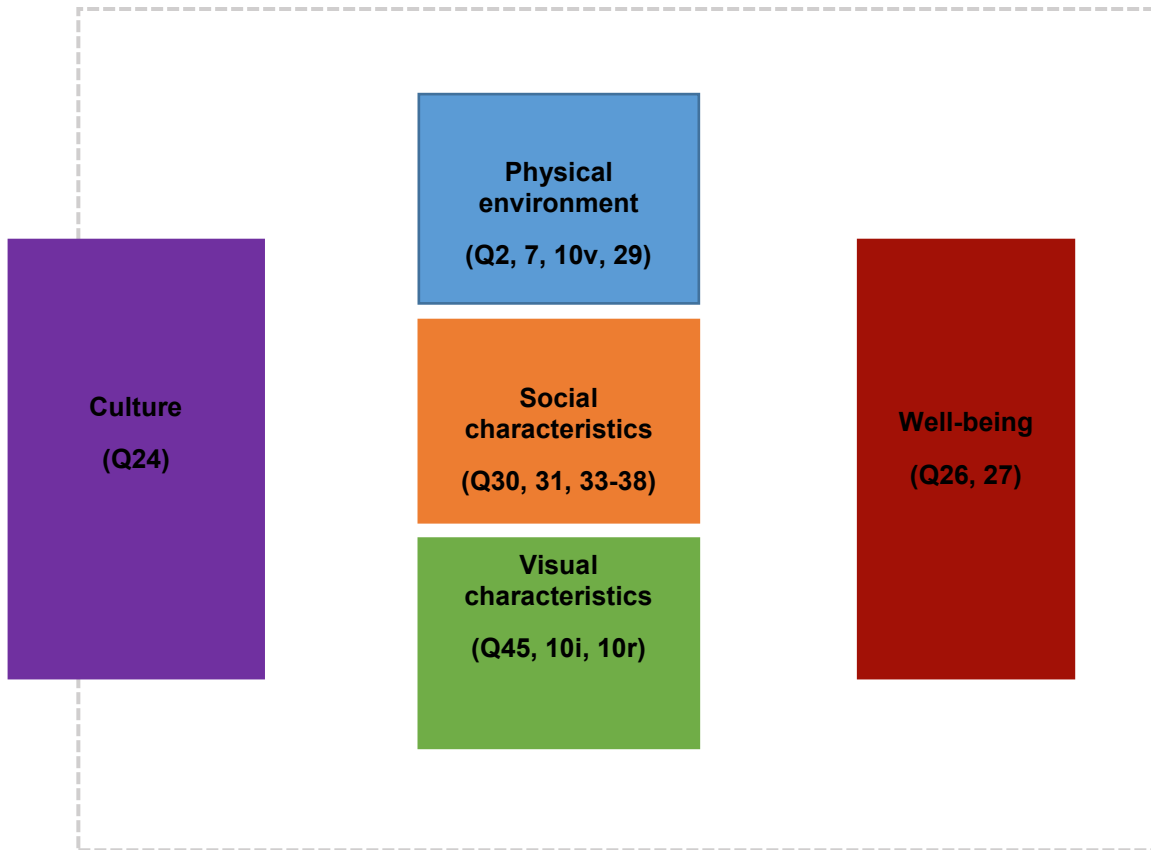 Physical
environment
(Q2, 7, 10v, 29)
Culture
(Q24)
Social
characteristics
(Q30, 31, 33-38)
Well-being
(Q26, 27)
Visual
characteristics
(Q45, 10i, 10r)